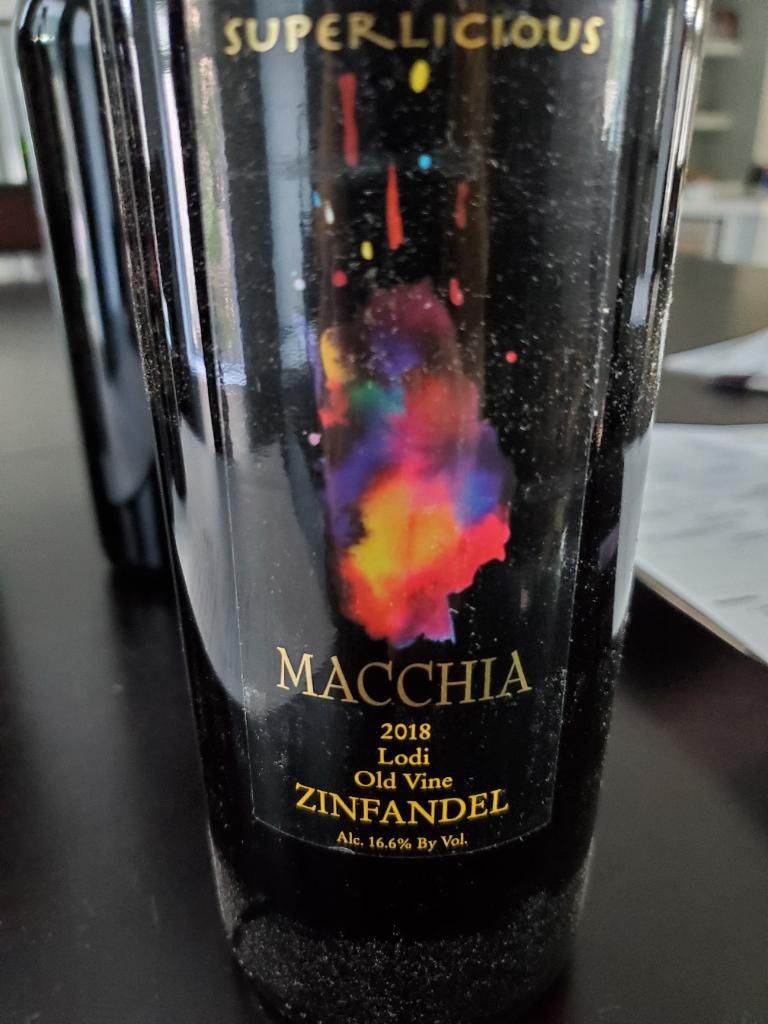 SUPERLICIOUS
MACCHIA
2018
Lodi
Old Vine
ZINFANDEL
Alc. 16.6% By Vol.